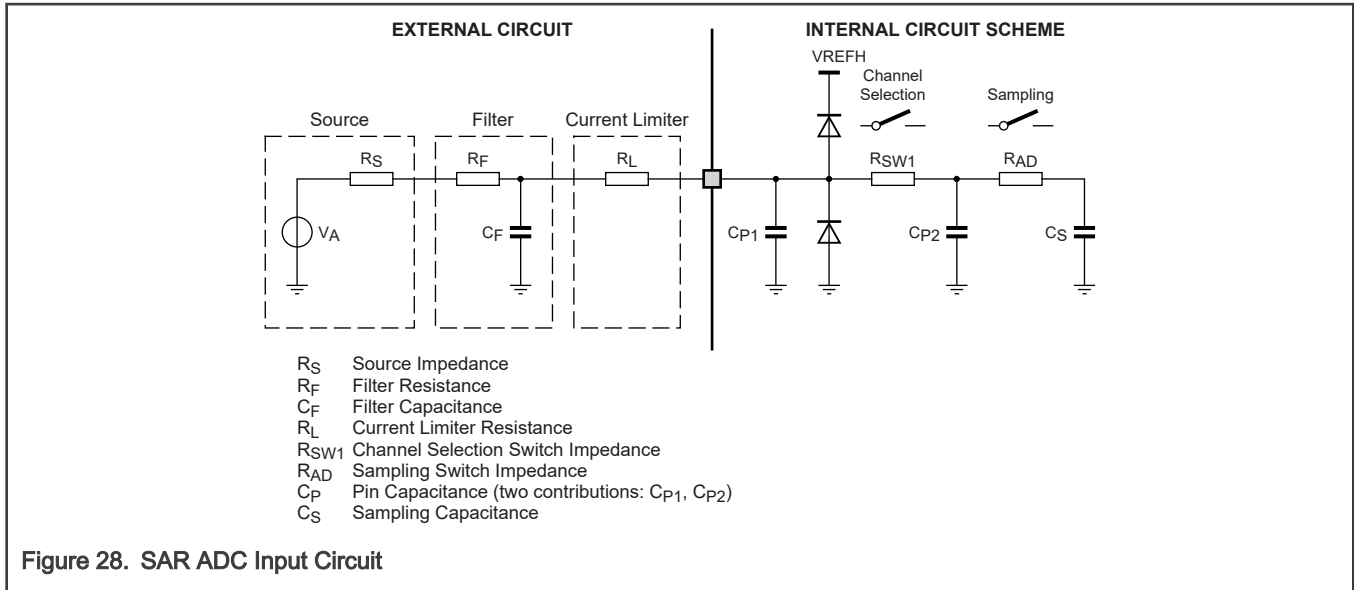 EXTERNAL CIRCUIT
INTERNAL CIRCUIT SCHEME
VREFH
Channel
Selection
Sampling
Source
Filter
Current Limiter
RS
RF
RL
RSW1
RAD
VA
CF
CP1
CP2
CS
RS Source Impedance
RF Filter Resistance
CF Filter Capacitance
RL Current Limiter Resistance
RSW1 Channel Selection Switch Impedance
RAD Sampling Switch Impedance
CP Pin Capacitance (two contributions: CP1, CP2)
CS Sampling Capacitance
Figure 28. SAR ADC Input Circuit